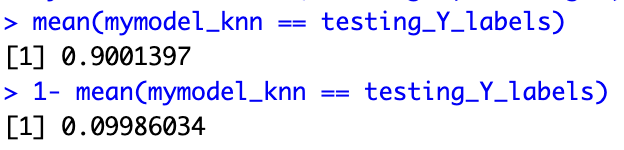 > mean(mymodel_knn == testing_Y_labels)
[1] 0.9001397
> 1- mean(mymodel_knn == testing_Y_labels)
[1] 0.09986034